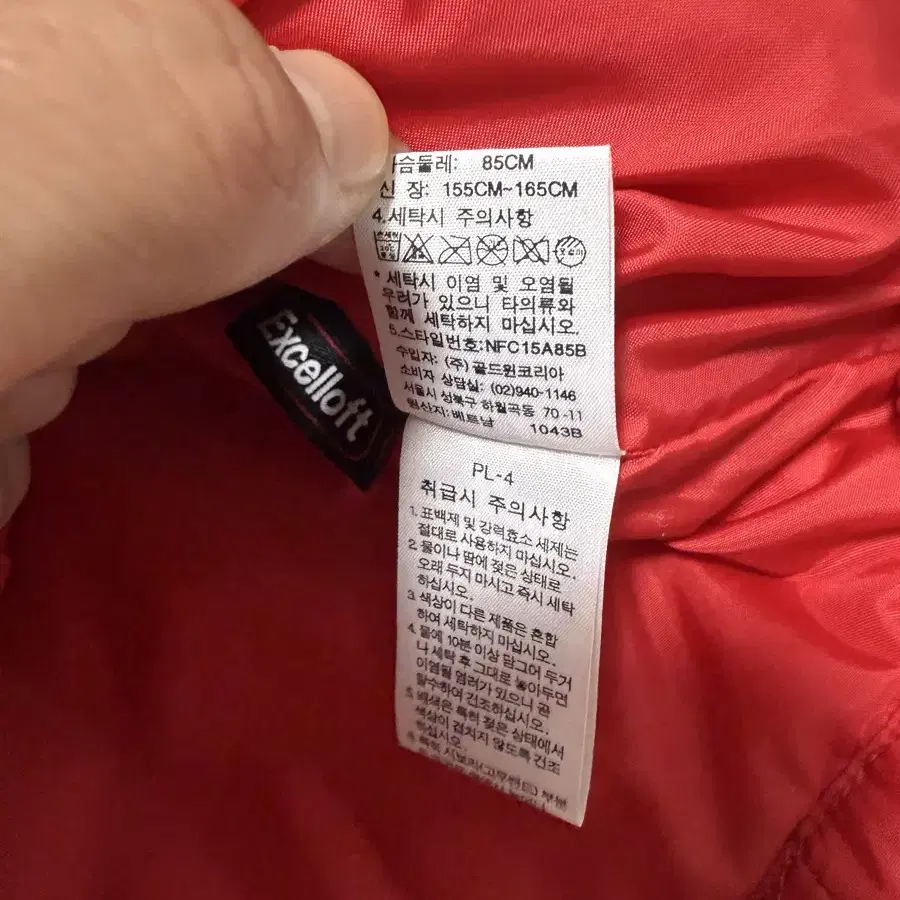 가슴둘레: 85CM
신 장: 155CM~165CM
4.세탁시 주의사항
* 세탁시 이염 및 오염될
우려가 있으니 타의류와
함께 세탁하지 마십시오.
5.스타일번호:NFC15A85B
수입자: (주) 골드윈코리아
소비자 상담실: (02)940-1146
서울시 성북구 하월곡동 70-11
원산지:베트남 1043B
Excelloft
PL-4
취급시 주의사항
1. 표백제 및 강력효소 세제는
절대로 사용하지 마십시오.
2. 물이나 땀에 젖은 상태로
오래 두지 마시고 즉시 세탁
하십시오.
3. 색상이 다른 제품은 혼합
하여 세탁하지 마십시오.
4. 물에 10분 이상 담그어 두거
나 세탁 후 그대로 놓아두면
이염될 염려가 있으니 곧
탈수하여 건조하십시오.
5. 배색은 특히 젖은 상태에서
색상이 겹치지 않도록 건조
하십시오.